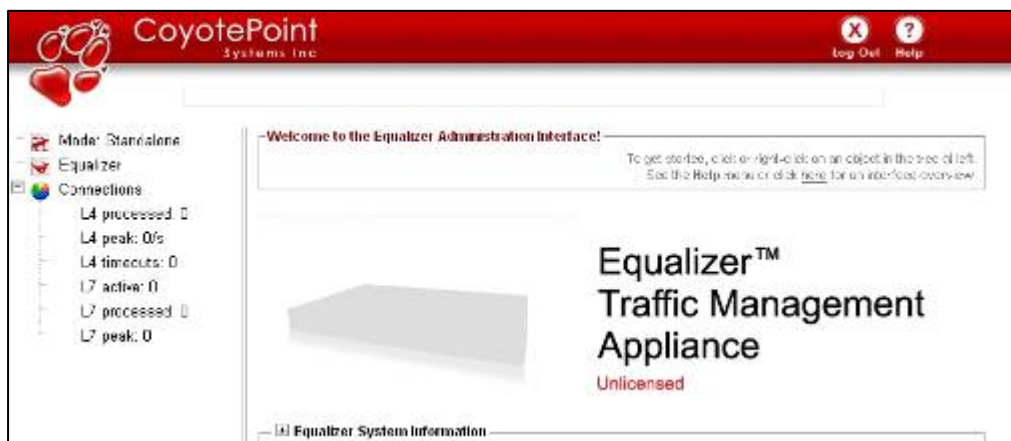 CoyotePoint
Systems Inc
Log Out
Help
Mode: Standalone
Equalizer
Connections
L4 processed: 0
L4 peak: 0/s
L4 timeouts: 0
L7 active: 0
L7 processed: 0
L7 peak: 0
Welcome to the Equalizer Administration Interface!
To get started, click or right-click on an object in the tree at left.
See the Help menu or click here for an interface overview.
Equalizer™
Traffic Management
Appliance
Unlicensed
Equalizer System Information